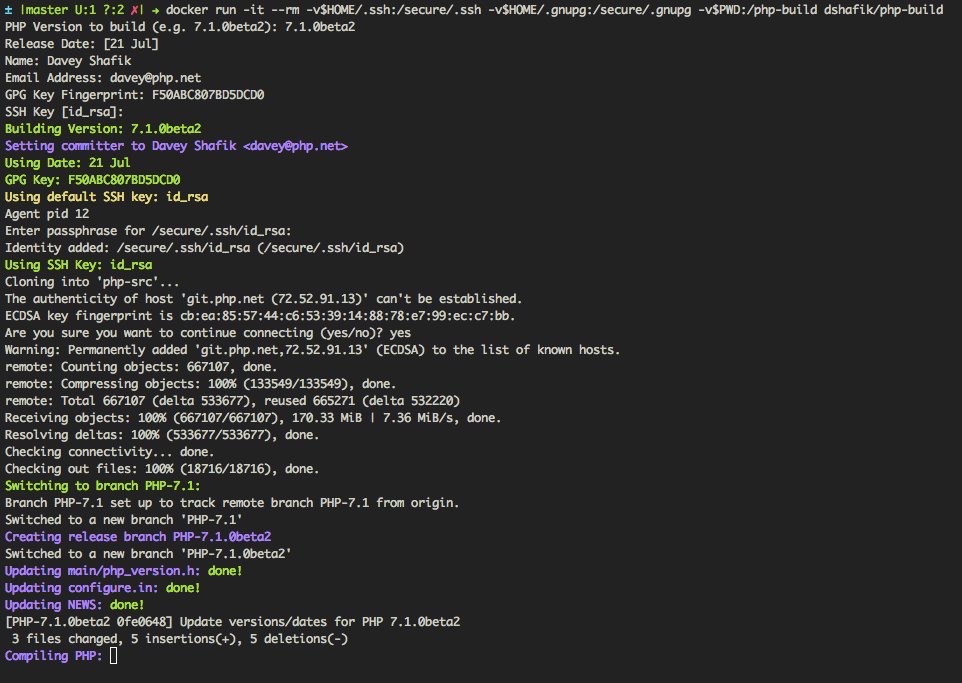 ± |master U:1 ?:2 ✗| → docker run -it --rm -v$HOME/.ssh:/secure/.ssh -v$HOME/.gnupg:/secure/.gnupg -v$PWD:/php-build dshafik/php-build
PHP Version to build (e.g. 7.1.0beta2): 7.1.0beta2
Release Date: [21 Jul]
Name: Davey Shafik
Email Address: davey@php.net
GPG Key Fingerprint: F50ABC807BD5DCD0
SSH Key [id_rsa]:
Building Version: 7.1.0beta2
Setting committer to Davey Shafik <davey@php.net>
Using Date: 21 Jul
GPG Key: F50ABC807BD5DCD0
Using default SSH key: id_rsa
Agent pid 12
Enter passphrase for /secure/.ssh/id_rsa:
Identity added: /secure/.ssh/id_rsa (/secure/.ssh/id_rsa)
Using SSH Key: id_rsa
Cloning into 'php-src'...
The authenticity of host 'git.php.net (72.52.91.13)' can't be established.
ECDSA key fingerprint is cb:ea:85:57:44:c6:53:39:14:88:78:e7:99:ec:c7:bb.
Are you sure you want to continue connecting (yes/no)? yes
Warning: Permanently added 'git.php.net,72.52.91.13' (ECDSA) to the list of known hosts.
remote: Counting objects: 667107, done.
remote: Compressing objects: 100% (133549/133549), done.
remote: Total 667107 (delta 533677), reused 665271 (delta 532220)
Receiving objects: 100% (667107/667107), 170.33 MiB | 7.36 MiB/s, done.
Resolving deltas: 100% (533677/533677), done.
Checking connectivity... done.
Checking out files: 100% (18716/18716), done.
Switching to branch PHP-7.1:
Branch PHP-7.1 set up to track remote branch PHP-7.1 from origin.
Switched to a new branch 'PHP-7.1'
Creating release branch PHP-7.1.0beta2
Switched to a new branch 'PHP-7.1.0beta2'
Updating main/php_version.h: done!
Updating configure.in: done!
Updating NEWS: done!
[PHP-7.1.0beta2 0fe0648] Update versions/dates for PHP 7.1.0beta2
 3 files changed, 5 insertions(+), 5 deletions(-)
Compiling PHP: